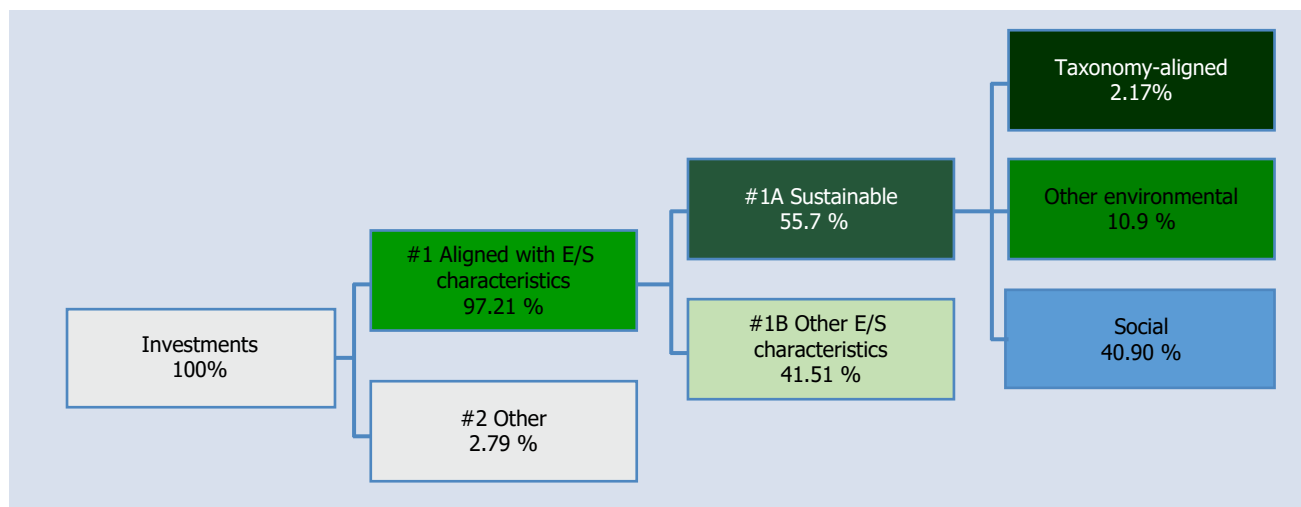 Investments
100%
#1 Aligned with E/S
characteristics
97.21 %
#2 Other
2.79 %
#1A Sustainable
55.7 %
#1B Other E/S
characteristics
41.51 %
Taxonomy-aligned
2.17%
Other environmental
10.9 %
Social
40.90 %